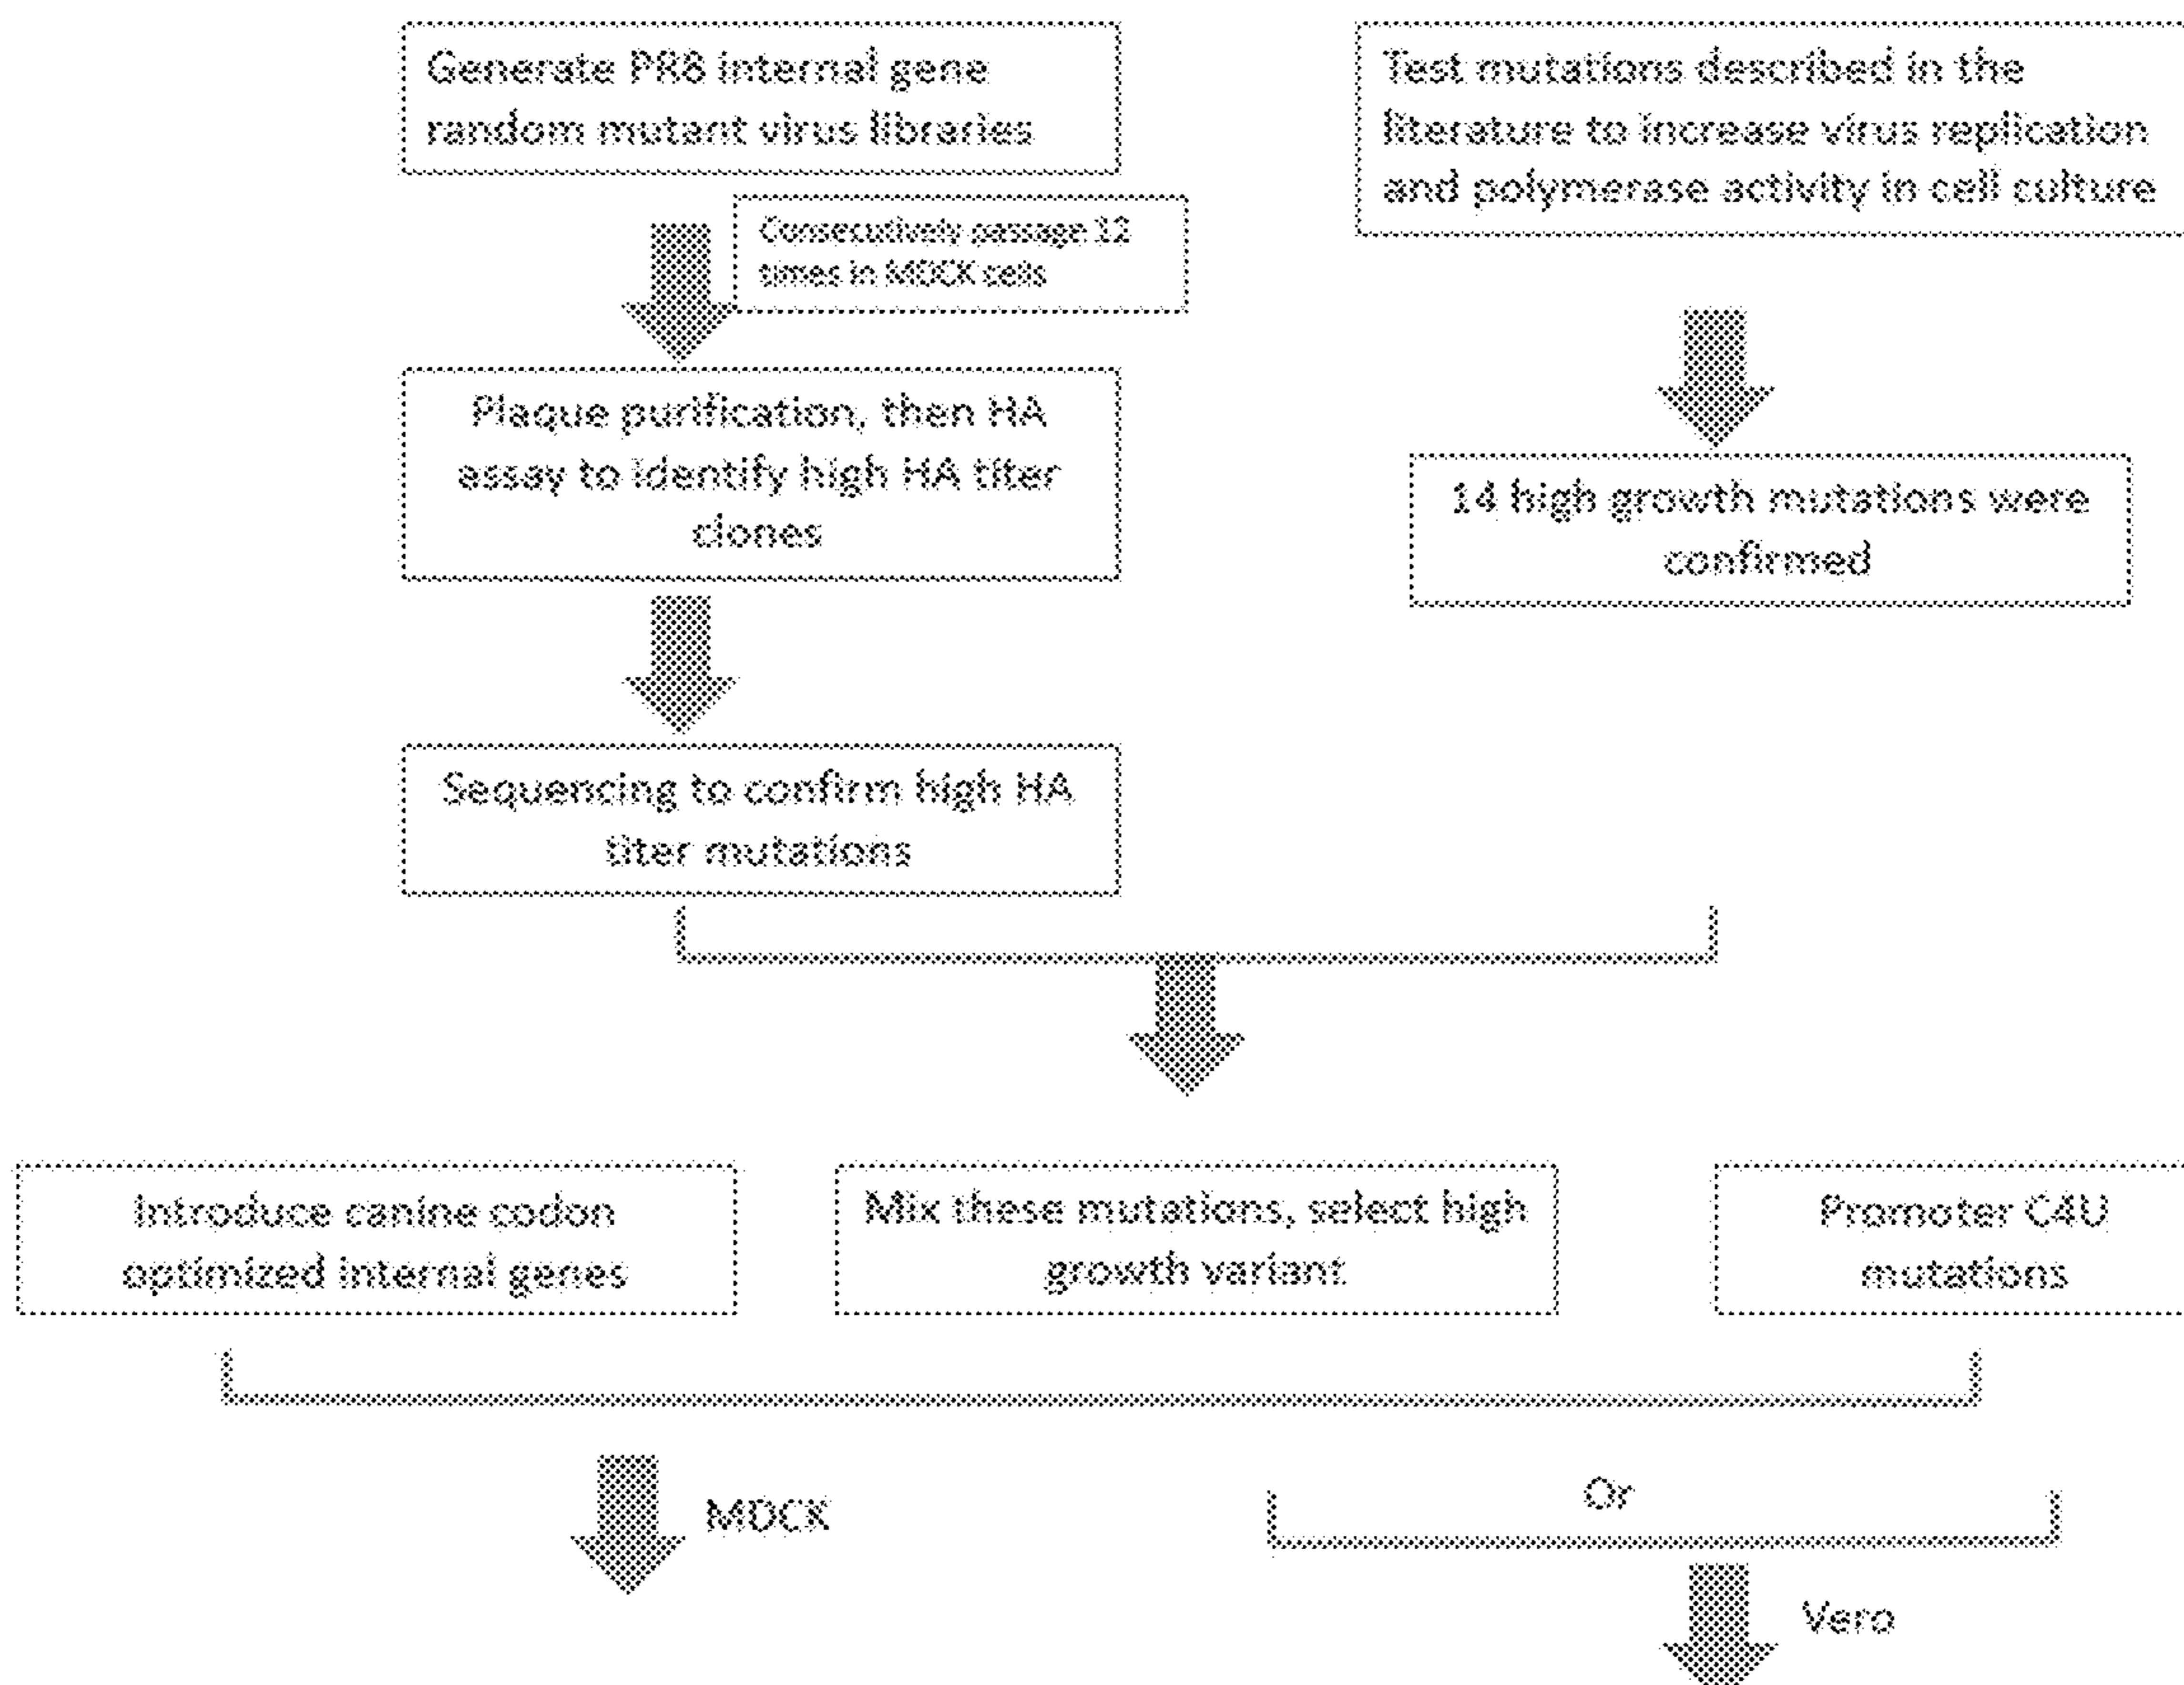 Generate PR8 internal gene
random mutant virus libraries
Test mutations described in the
literature to increase virus replication
and polymerase activity in cell culture
Consecutively passage 12
times in MDCK cells
Plaque purification, then HA
assay to identify high HA titer
clones
14 high growth mutations were
confirmed
Sequencing to confirm high HA
titer mutations
Introduce canine codon
optimized internal genes
Mix these mutations, select high
growth variant
Promoter C4U
mutations
MDCK
Or
Vero